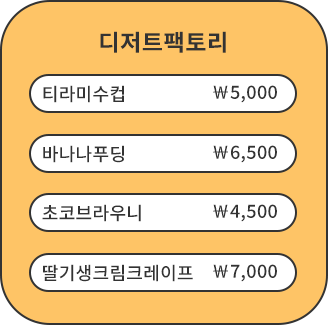 디저트팩토리
티라미수컵 ₩5,000
바나나푸딩 ₩6,500
초코브라우니 ₩4,500
딸기생크림크레이프 ₩7,000